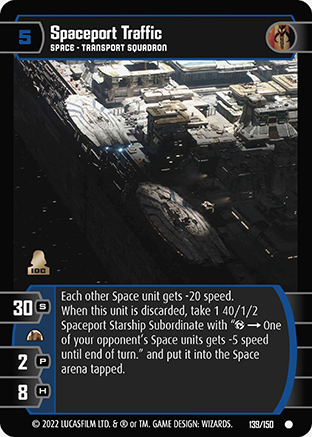 5
Spaceport Traffic
SPACE • TRANSPORT SQUADRON
IDC
30 S
2 P
8 H
Each other Space unit gets -20 speed.
When this unit is discarded, take 1 40/1/2
Spaceport Starship Subordinate with “ → One
of your opponent’s Space units gets -5 speed
until end of turn.” and put it into the Space
arena tapped.
© 2022 LUCASFILM LTD. & ® OR TM. GAME DESIGN: WIZARDS. 139/150